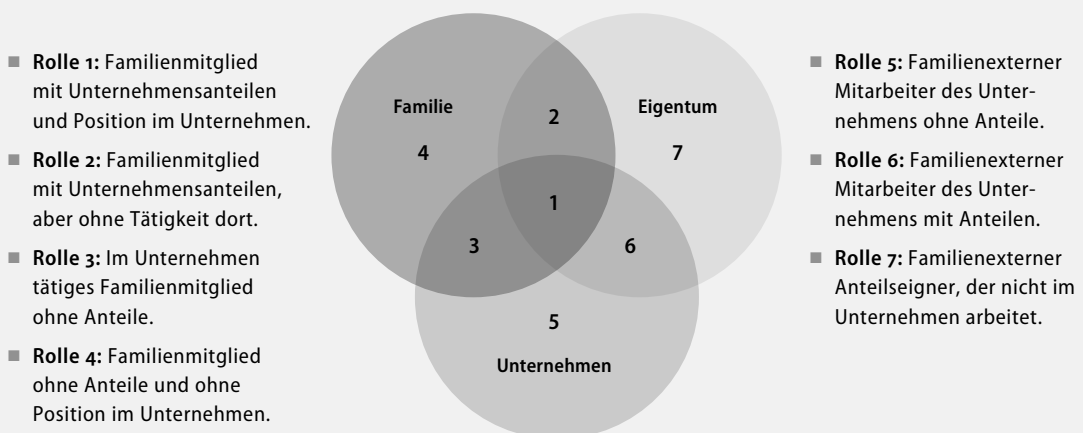 Rolle 1: Familienmitglied
mit Unternehmensanteilen
und Position im Unternehmen.
Rolle 2: Familienmitglied
mit Unternehmensanteilen,
aber ohne Tätigkeit dort.
Rolle 3: Im Unternehmen
tätiges Familienmitglied
ohne Anteile.
Rolle 4: Familienmitglied
ohne Anteile und ohne
Position im Unternehmen.
Familie
4
2
Eigentum
7
1
3
6
5
Unternehmen
Rolle 5: Familienexterner
Mitarbeiter des Unter-
nehmens ohne Anteile.
Rolle 6: Familienexterner
Mitarbeiter des Unter-
nehmens mit Anteilen.
Rolle 7: Familienexterner
Anteilseigner, der nicht im
Unternehmen arbeitet.